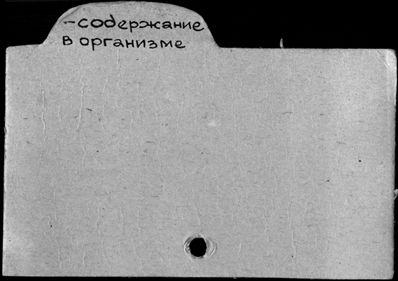 -содержание
в организме